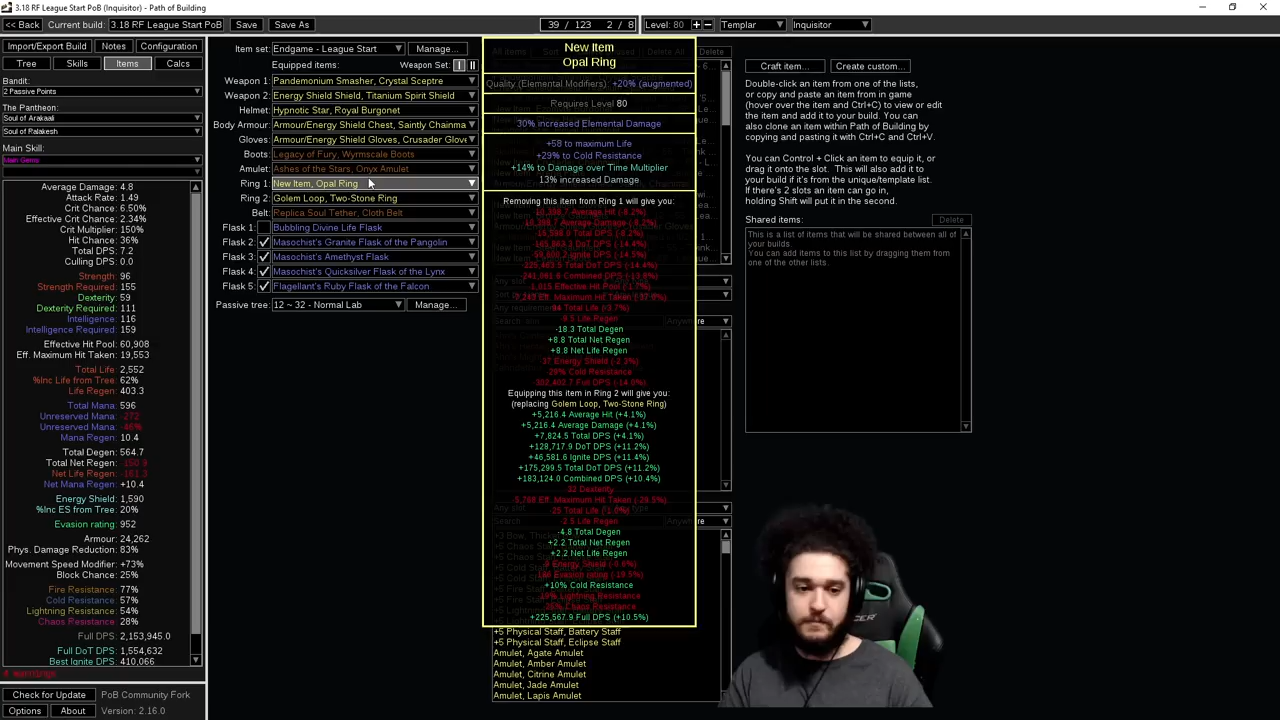 3.18 RF League Start PoB (Inquisitor) - Path of Building
<< Back
Current build:
3.18 RF League Start PoB
Save
Save As
39 / 123 2 / 8
Level: 80
Templar
Inquisitor
Import/Export Build
Notes
Configuration
Tree
Skills
Items
Calcs
Bandit:
2 Passive Points
The Pantheon:
Soul of Arakaali
Soul of Ralakesh
Main Skill:
Average Damage: 4.8
Attack Rate: 1.49
Crit Chance: 6.50%
Effective Crit Chance: 2.34%
Crit Multiplier: 150%
Hit Chance: 36%
Total DPS: 7.2
Culling DPS: 0.0
Strength: 96
Strength Required: 155
Dexterity: 59
Dexterity Required: 111
Intelligence: 116
Intelligence Required: 159
Effective Hit Pool: 60,908
Eff. Maximum Hit Taken: 19,553
Total Life: 2,552
%Inc Life from Tree: 62%
Life Regen: 403.3
Total Mana: 596
Unreserved Mana: -272
Unreserved Mana: -46%
Mana Regen: 10.4
Total Degen: 564.7
Total Net Regen: -150.9
Net Life Regen: -161.3
Net Mana Regen: +10.4
Energy Shield: 1,590
%Inc ES from Tree: 20%
Evasion rating: 952
Armour: 24,262
Phys. Damage Reduction: 83%
Movement Speed Modifier: +73%
Block Chance: 25%
Fire Resistance: 77%
Cold Resistance: 57%
Lightning Resistance: 54%
Chaos Resistance: 28%
Full DPS: 2,153,945.0
Full DoT DPS: 1,554,632
Best Ignite DPS: 410,066
4 warnings
Check for Update
PoB Community Fork
Options
About
Version: 2.16.0
Item set:
Endgame - League Start
Manage...
Equipped items:
Weapon Set:
I
II
Weapon 1:
Pandemonium Smasher, Crystal Sceptre
Weapon 2:
Energy Shield Shield, Titanium Spirit Shield
Helmet:
Hypnotic Star, Royal Burgonet
Body Armour:
Armour/Energy Shield Chest, Saintly Chainma
Gloves:
Armour/Energy Shield Gloves, Crusader Glove
Boots:
Legacy of Fury, Wyrmscale Boots
Amulet:
Ashes of the Stars, Onyx Amulet
Ring 1:
New Item, Opal Ring
Ring 2:
Golem Loop, Two-Stone Ring
Belt:
Replica Soul Tether, Cloth Belt
Flask 1:
Bubbling Divine Life Flask
Flask 2:
Masochist's Granite Flask of the Pangolin
Flask 3:
Masochist's Amethyst Flask
Flask 4:
Masochist's Quicksilver Flask of the Lynx
Flask 5:
Flagellant's Ruby Flask of the Falcon
Passive tree:
12 ~ 32 - Normal Lab
Manage...
New Item
Opal Ring
Quality (Elemental Modifiers): +20% (augmented)
Requires Level 80
30% increased Elemental Damage
+58 to maximum Life
+29% to Cold Resistance
+14% to Damage over Time Multiplier
13% increased Damage
Removing this item from Ring 1 will give you:
-18.3 Total Degen
+8.8 Total Net Regen
+8.8 Net Life Regen
Equipping this item in Ring 2 will give you:
(replacing Golem Loop, Two-Stone Ring)
+5,216.4 Average Hit (+4.1%)
+5,216.4 Average Damage (+4.1%)
+7,824.5 Total DPS (+4.1%)
+128,717.9 DoT DPS (+11.2%)
+46,581.6 Ignite DPS (+11.4%)
+175,299.5 Total DoT DPS (+11.2%)
+183,124.0 Combined DPS (+10.4%)
-2.5 Life Regen
-4.8 Total Degen
+2.2 Total Net Regen
+2.2 Net Life Regen
+10% Cold Resistance
+225,567.9 Full DPS (+10.5%)
+5 Physical Staff, Battery Staff
+5 Physical Staff, Eclipse Staff
Amulet, Agate Amulet
Amulet, Amber Amulet
Amulet, Citrine Amulet
Amulet, Jade Amulet
Amulet, Lapis Amulet
Delete
Craft item...
Create custom...
Double-click an item from one of the lists,
or copy and paste an item from in game
(hover over the item and Ctrl+C) to view or edit
the item and add it to your build. You can
also clone an item within Path of Building by
copying and pasting it with Ctrl+C and Ctrl+V.
You can Control + Click an item to equip it, or
drag it onto the slot. This will also add it to
your build if it's from the unique/template list.
If there's 2 slots an item can go in,
holding Shift will put it in the second.
Shared items:
Delete
This is a list of items that will be shared between all of
your builds.
You can add items to this list by dragging them from
one of the other lists.